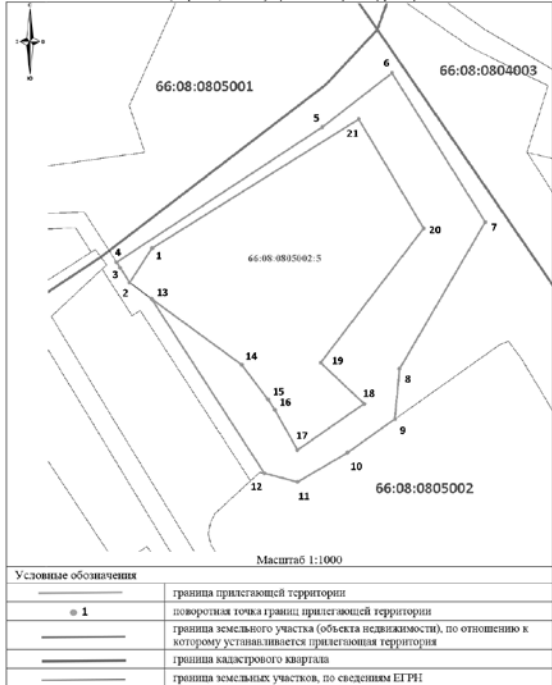 С
Ю
66:08:0805001
66:08:0804003
6
5
21
7
20
4
1
66:08:0805002:5
3
2
13
19
14
8
18
15
16
9
17
10
12
11
66:08:0805002
Масштаб 1:1000
Условные обозначения
граница прилегающей территории
1 поворотная точка границ прилегающей территории
граница земельного участка (объекта недвижимости), по отношению к
которому устанавливается прилегающая территория
граница кадастрового квартала
граница земельных участков, по сведениям ЕГРН